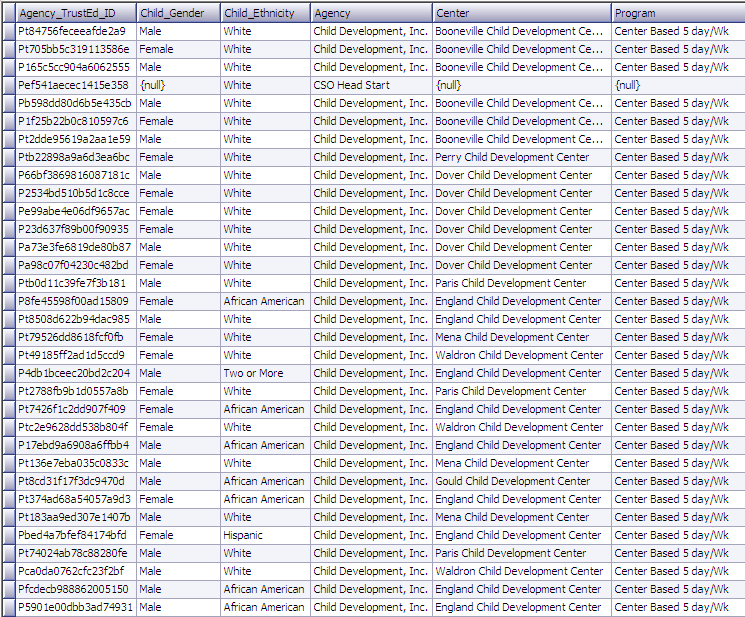 Agency_TrustEd_ID Child_Gender Child_Ethnicity Agency Center Program
Pt84756feceeafde2a9 Male White Child Development, Inc. Booneville Child Development Ce... Center Based 5 day/Wk
Pt705bb5c319113586e Female White Child Development, Inc. Booneville Child Development Ce... Center Based 5 day/Wk
P165c5cc904a6062555 Male White Child Development, Inc. Booneville Child Development Ce... Center Based 5 day/Wk
Pef541aecec1415e358 {null} White CSO Head Start {null} {null}
Pb598dd80d6b5e435cb Male White Child Development, Inc. Booneville Child Development Ce... Center Based 5 day/Wk
P1f25b22b0c810597c6 Female White Child Development, Inc. Booneville Child Development Ce... Center Based 5 day/Wk
Pt2dde95619a2aa1e59 Male White Child Development, Inc. Booneville Child Development Ce... Center Based 5 day/Wk
Ptb22898a9a6d3ea6bc Female White Child Development, Inc. Perry Child Development Center Center Based 5 day/Wk
P66bf3869816087181c Male White Child Development, Inc. Dover Child Development Center Center Based 5 day/Wk
P2534bd510b5d1c8cce Female White Child Development, Inc. Dover Child Development Center Center Based 5 day/Wk
Pe99abe4e06df9657ac Female White Child Development, Inc. Dover Child Development Center Center Based 5 day/Wk
P23d637f89b00f90935 Female White Child Development, Inc. Dover Child Development Center Center Based 5 day/Wk
Pa73e3fe6819de80b87 Male White Child Development, Inc. Dover Child Development Center Center Based 5 day/Wk
Pa98c07f04230c482bd Female White Child Development, Inc. Dover Child Development Center Center Based 5 day/Wk
Ptb0d11c39fe7f3b181 Male White Child Development, Inc. Paris Child Development Center Center Based 5 day/Wk
P8fe45598f00ad15809 Female African American Child Development, Inc. England Child Development Center Center Based 5 day/Wk
Pt8508d622b94dac985 Male White Child Development, Inc. England Child Development Center Center Based 5 day/Wk
Pt79526dd8618fcf0fb Female White Child Development, Inc. Mena Child Development Center Center Based 5 day/Wk
Pt49185ff2ad1d5ccd9 Female White Child Development, Inc. Waldron Child Development Center Center Based 5 day/Wk
P4db1bceec20bd2c204 Male Two or More Child Development, Inc. England Child Development Center Center Based 5 day/Wk
Pt2788fb9b1d0557a8b Female White Child Development, Inc. Paris Child Development Center Center Based 5 day/Wk
Pt7426f1c2dd907f409 Female African American Child Development, Inc. England Child Development Center Center Based 5 day/Wk
Ptc2e9628dd538b804f Female White Child Development, Inc. Waldron Child Development Center Center Based 5 day/Wk
P17ebd9a6908a6ffbb4 Male African American Child Development, Inc. England Child Development Center Center Based 5 day/Wk
Pt136e7eba035c0833c Male White Child Development, Inc. Mena Child Development Center Center Based 5 day/Wk
Pt8cd31f17f3dc9470d Male African American Child Development, Inc. Gould Child Development Center Center Based 5 day/Wk
Pt374ad68a54057a9d3 Female African American Child Development, Inc. England Child Development Center Center Based 5 day/Wk
Pt183aa9ed307e1407b Male White Child Development, Inc. Mena Child Development Center Center Based 5 day/Wk
Pbed4a7bfef84174bfd Female Hispanic Child Development, Inc. England Child Development Center Center Based 5 day/Wk
Pt74024ab78c88280fe Male White Child Development, Inc. Paris Child Development Center Center Based 5 day/Wk
Pca0da0762cfc23f2bf Male White Child Development, Inc. Waldron Child Development Center Center Based 5 day/Wk
Pfcdecb988862005150 Male African American Child Development, Inc. England Child Development Center Center Based 5 day/Wk
P5901e00dbb3ad74931 Male African American Child Development, Inc. England Child Development Center Center Based 5 day/Wk